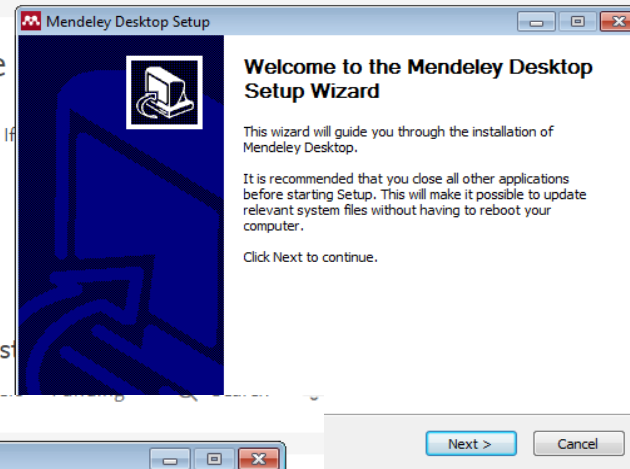 Mendeley Desktop Setup
e
Welcome to the Mendeley Desktop
Setup Wizard
If
This wizard will guide you through the installation of
Mendeley Desktop.
It is recommended that you close all other applications
before starting Setup. This will make it possible to update
relevant system files without having to reboot your
computer.
Click Next to continue.
st
Next >
Cancel